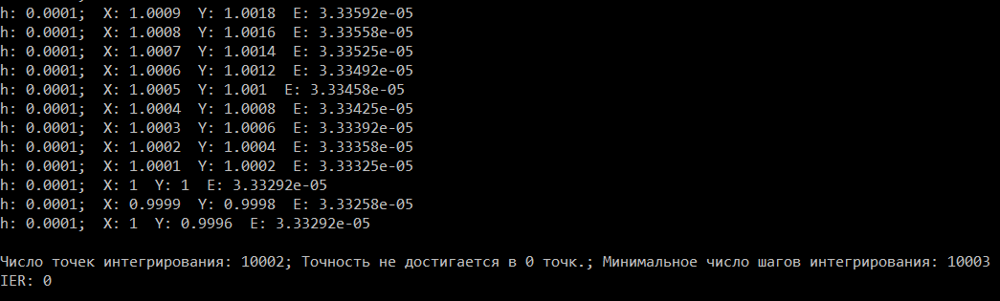 h: 0.0001;  X: 1.0009  Y: 1.0018  E: 3.33592e-05
h: 0.0001;  X: 1.0008  Y: 1.0016  E: 3.33558e-05
h: 0.0001;  X: 1.0007  Y: 1.0014  E: 3.33525e-05
h: 0.0001;  X: 1.0006  Y: 1.0012  E: 3.33492e-05
h: 0.0001;  X: 1.0005  Y: 1.001  E: 3.33458e-05
h: 0.0001;  X: 1.0004  Y: 1.0008  E: 3.33425e-05
h: 0.0001;  X: 1.0003  Y: 1.0006  E: 3.33392e-05
h: 0.0001;  X: 1.0002  Y: 1.0004  E: 3.33358e-05
h: 0.0001;  X: 1.0001  Y: 1.0002  E: 3.33325e-05
h: 0.0001;  X: 1  Y: 1  E: 3.33292e-05
h: 0.0001;  X: 0.9999  Y: 0.9998  E: 3.33258e-05
h: 0.0001;  X: 1  Y: 0.9996  E: 3.33292e-05
Число точек интегрирования: 10002; Точность не достигается в 0 точк.; Минимальное число шагов интегрирования: 10003
IER: 0